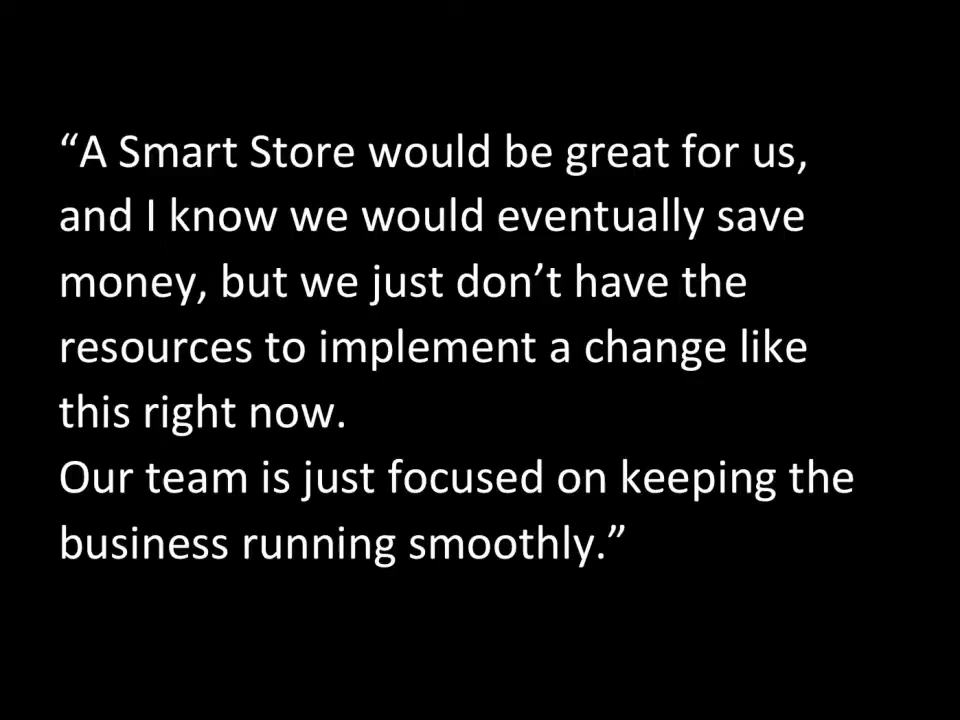 “A Smart Store would be great for us,
and I know we would eventually save
money, but we just don’t have the
resources to implement a change like
this right now.
Our team is just focused on keeping the
business running smoothly.”